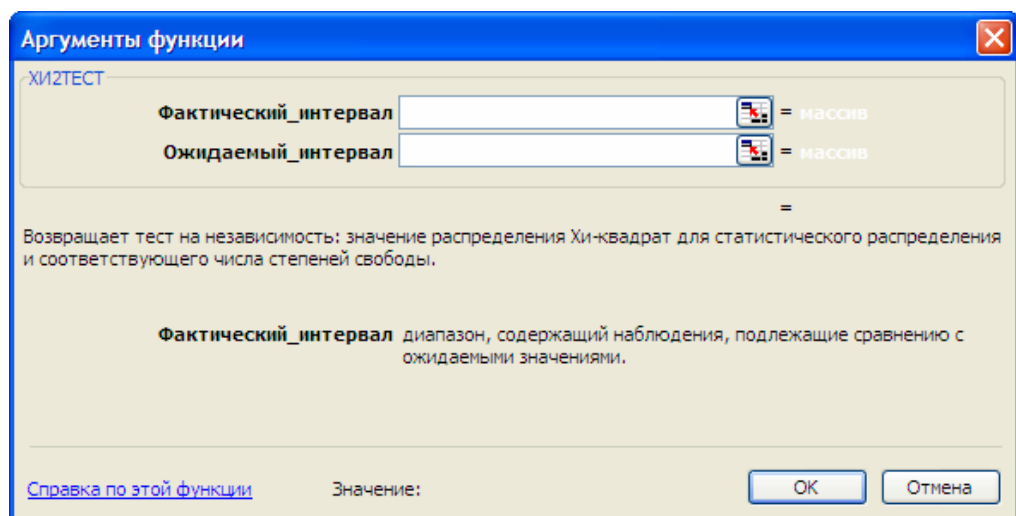 Аргументы функции
ХИ2ТЕСТ
Фактический_интервал = массив
Ожидаемый_интервал = массив
=
Возвращает тест на независимость: значение распределения Хи-квадрат для статистического распределения
и соответствующего числа степеней свободы.
Фактический_интервал диапазон, содержащий наблюдения, подлежащие сравнению с
ожидаемыми значениями.
Справка по этой функции Значение: OK Отмена